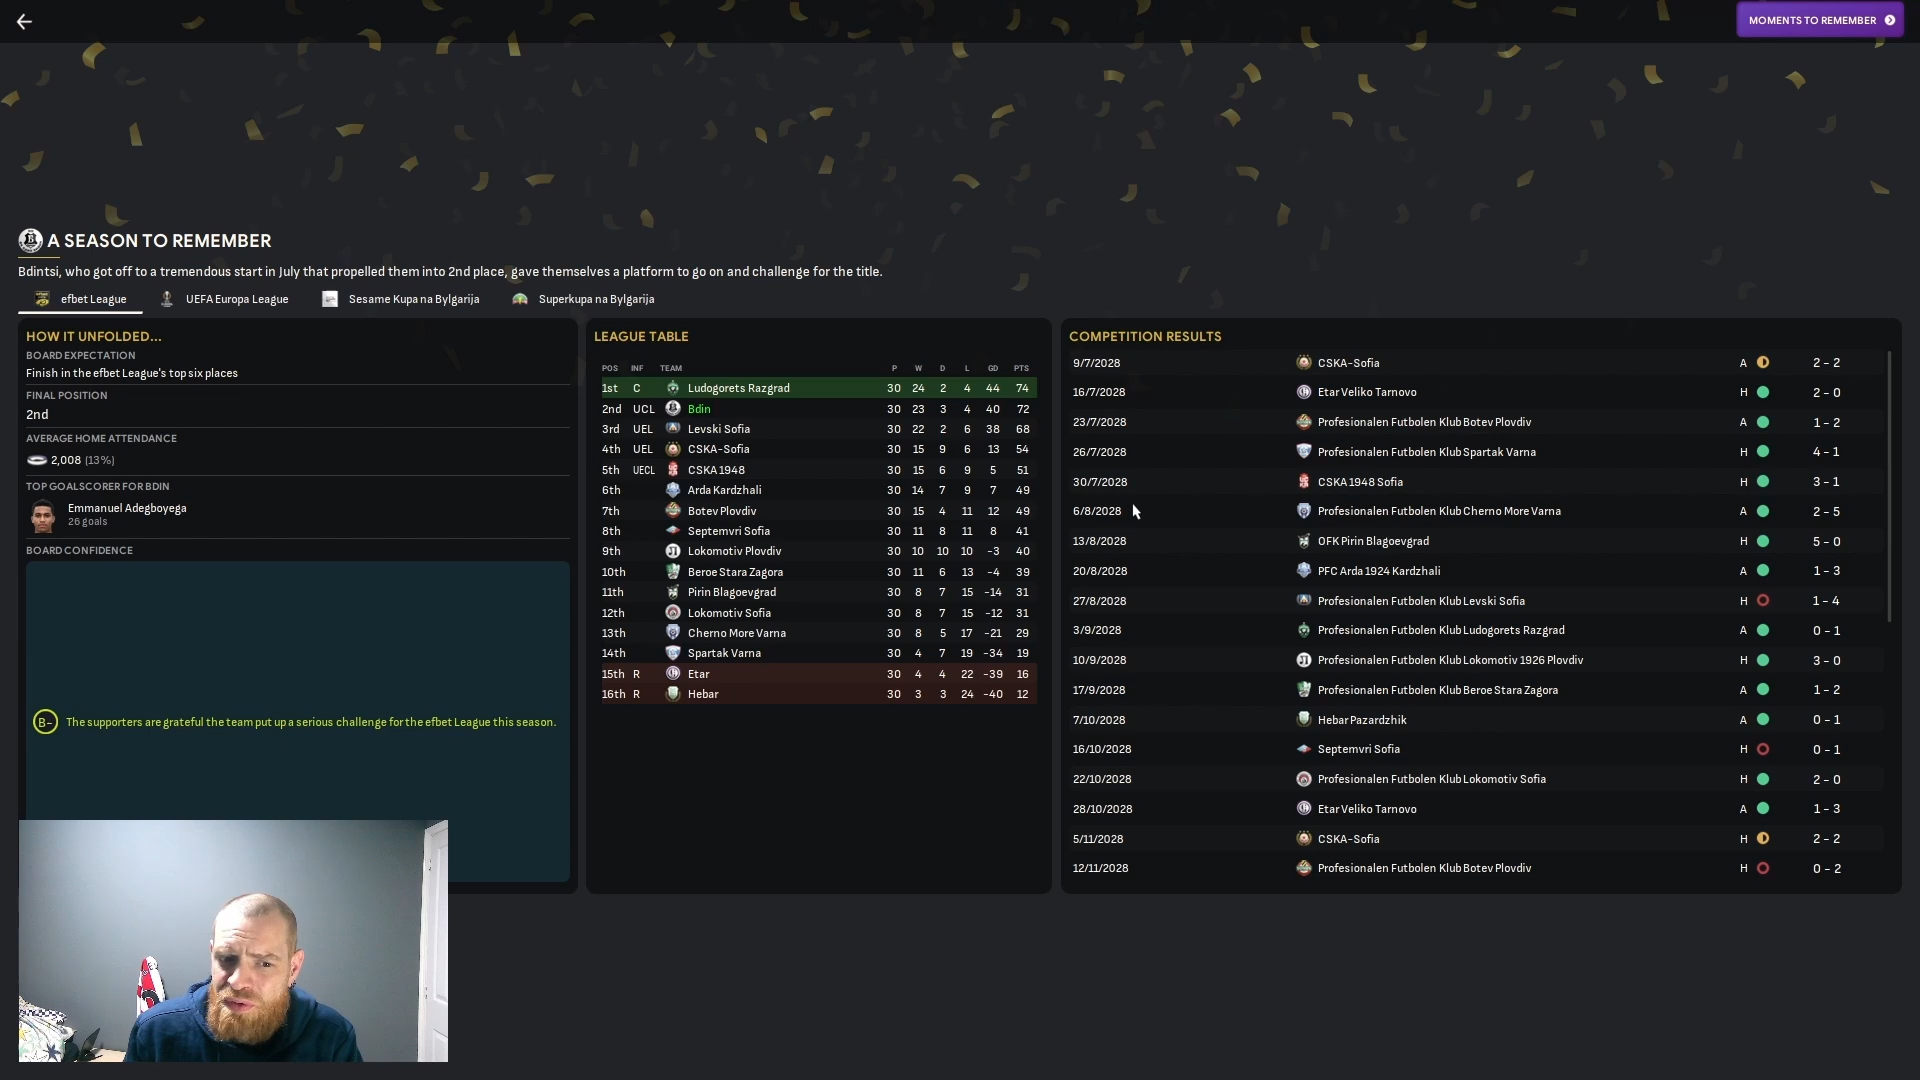 MOMENTS TO REMEMBER
A SEASON TO REMEMBER
Bdintsi, who got off to a tremendous start in July that propelled them into 2nd place, gave themselves a platform to go on and challenge for the title.
efbet League UEFA Europa League Sesame Kupa na Bylgarija Superkupa na Bylgarija
HOW IT UNFOLDED...
BOARD EXPECTATION
Finish in the efbet League's top six places
FINAL POSITION
2nd
AVERAGE HOME ATTENDANCE
2,008 (13%)
TOP GOALSCORER FOR BDIN
Emmanuel Adegboyega
26 goals
BOARD CONFIDENCE
B- The supporters are grateful the team put up a serious challenge for the efbet League this season.
LEAGUE TABLE
POS INF TEAM P W D L GD PTS
1st C Ludogorets Razgrad 30 24 2 4 44 74
2nd UCL Bdin 30 23 3 4 40 72
3rd UEL Levski Sofia 30 22 2 6 38 68
4th UEL CSKA-Sofia 30 15 9 6 13 54
5th UECL CSKA 1948 30 15 6 9 5 51
6th Arda Kardzhali 30 14 7 9 7 49
7th Botev Plovdiv 30 15 4 11 12 49
8th Septemvri Sofia 30 11 8 11 8 41
9th Lokomotiv Plovdiv 30 10 10 10 -3 40
10th Beroe Stara Zagora 30 11 6 13 -4 39
11th Pirin Blagoevgrad 30 8 7 15 -14 31
12th Lokomotiv Sofia 30 8 7 15 -12 31
13th Cherno More Varna 30 8 5 17 -21 29
14th Spartak Varna 30 4 7 19 -34 19
15th R Etar 30 4 4 22 -39 16
16th R Hebar 30 3 3 24 -40 12
COMPETITION RESULTS
9/7/2028 CSKA-Sofia A 2 - 2
16/7/2028 Etar Veliko Tarnovo H 2 - 0
23/7/2028 Profesionalen Futbolen Klub Botev Plovdiv A 1 - 2
26/7/2028 Profesionalen Futbolen Klub Spartak Varna H 4 - 1
30/7/2028 CSKA 1948 Sofia H 3 - 1
6/8/2028 Profesionalen Futbolen Klub Cherno More Varna A 2 - 5
13/8/2028 OFK Pirin Blagoevgrad H 5 - 0
20/8/2028 PFC Arda 1924 Kardzhali A 1 - 3
27/8/2028 Profesionalen Futbolen Klub Levski Sofia H 1 - 4
3/9/2028 Profesionalen Futbolen Klub Ludogorets Razgrad A 0 - 1
10/9/2028 Profesionalen Futbolen Klub Lokomotiv 1926 Plovdiv H 3 - 0
17/9/2028 Profesionalen Futbolen Klub Beroe Stara Zagora A 1 - 2
7/10/2028 Hebar Pazardzhik A 0 - 1
16/10/2028 Septemvri Sofia H 0 - 1
22/10/2028 Profesionalen Futbolen Klub Lokomotiv Sofia H 2 - 0
28/10/2028 Etar Veliko Tarnovo A 1 - 3
5/11/2028 CSKA-Sofia H 2 - 2
12/11/2028 Profesionalen Futbolen Klub Botev Plovdiv H 0 - 2